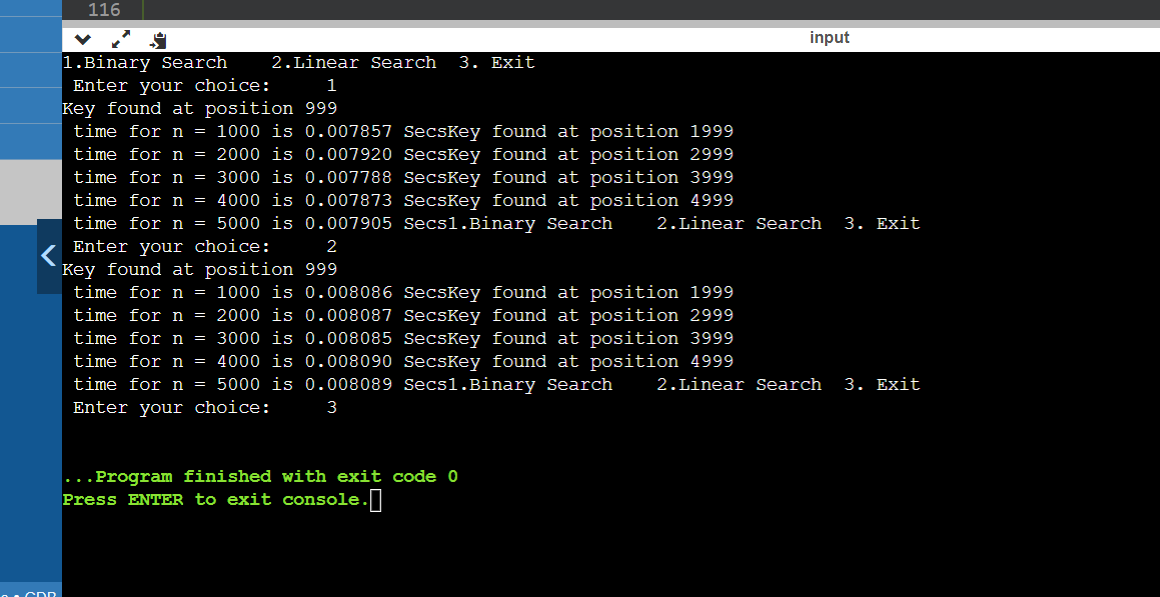 116
input
1.Binary Search    2.Linear Search  3. Exit
 Enter your choice:     1
Key found at position 999
 time for n = 1000 is 0.007857 SecsKey found at position 1999
 time for n = 2000 is 0.007920 SecsKey found at position 2999
 time for n = 3000 is 0.007788 SecsKey found at position 3999
 time for n = 4000 is 0.007873 SecsKey found at position 4999
 time for n = 5000 is 0.007905 Secs1.Binary Search    2.Linear Search  3. Exit
 Enter your choice:     2
Key found at position 999
 time for n = 1000 is 0.008086 SecsKey found at position 1999
 time for n = 2000 is 0.008087 SecsKey found at position 2999
 time for n = 3000 is 0.008085 SecsKey found at position 3999
 time for n = 4000 is 0.008090 SecsKey found at position 4999
 time for n = 5000 is 0.008089 Secs1.Binary Search    2.Linear Search  3. Exit
 Enter your choice:     3
...Program finished with exit code 0
Press ENTER to exit console.
• GDB